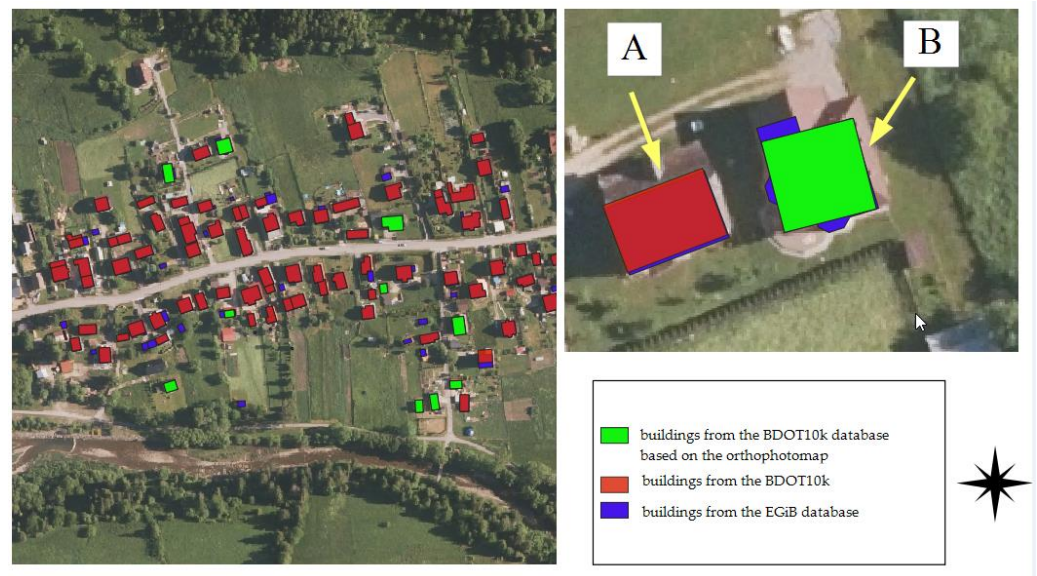 A
B
buildings from the BDOT10k database
based on the orthophotomap
buildings from the BDOT10k
buildings from the EGiB database